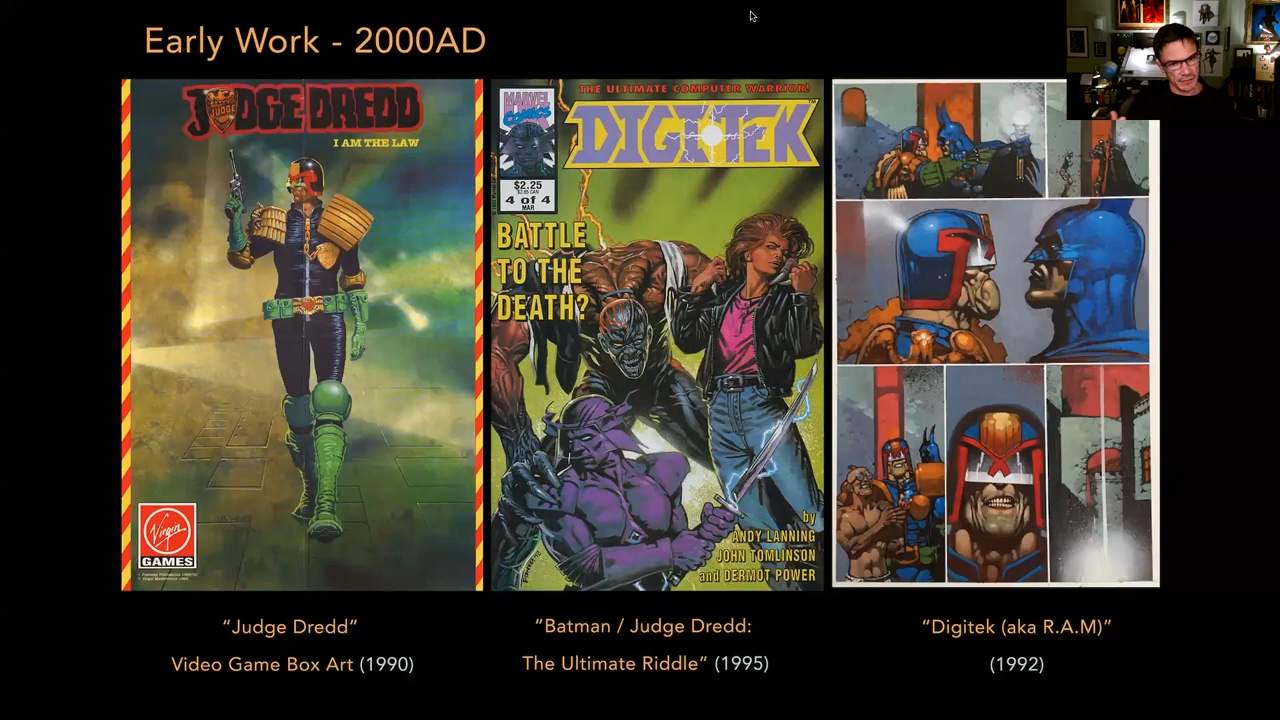 Early Work - 2000AD
JUDGE DREDD
JUDGE
I AM THE LAW
Virgin
GAMES
THE ULTIMATE COMPUTER WARRIOR!
MARVEL
COMICS
DIGITEK
$2.25
4 of 4
MAR
BATTLE
TO THE
DEATH?
by
ANDY LANNING
JOHN TOMLINSON
and DERMOT POWER
“Judge Dredd”
Video Game Box Art (1990)
“Batman / Judge Dredd:
The Ultimate Riddle” (1995)
“Digitek (aka R.A.M)”
(1992)